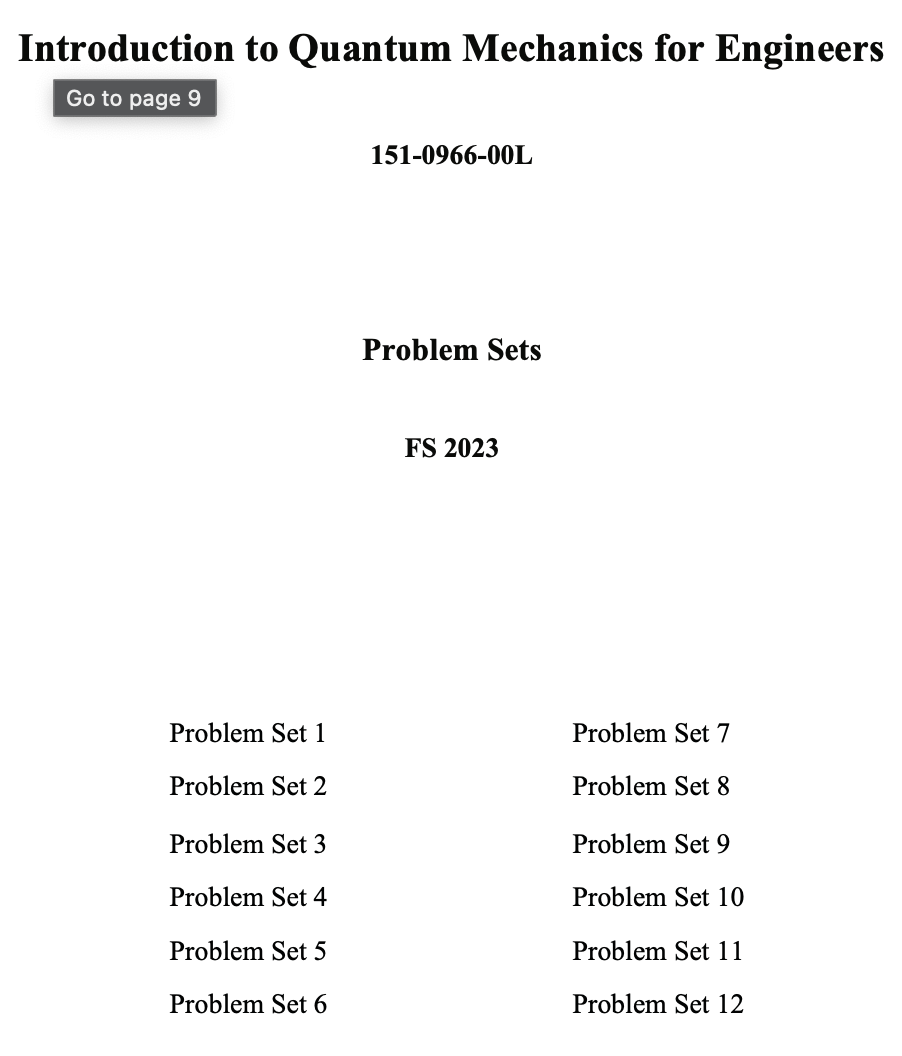 Introduction to Quantum Mechanics for Engineers
Go to page 9
151-0966-00L
Problem Sets
FS 2023
Problem Set 1
Problem Set 2
Problem Set 3
Problem Set 4
Problem Set 5
Problem Set 6
Problem Set 7
Problem Set 8
Problem Set 9
Problem Set 10
Problem Set 11
Problem Set 12